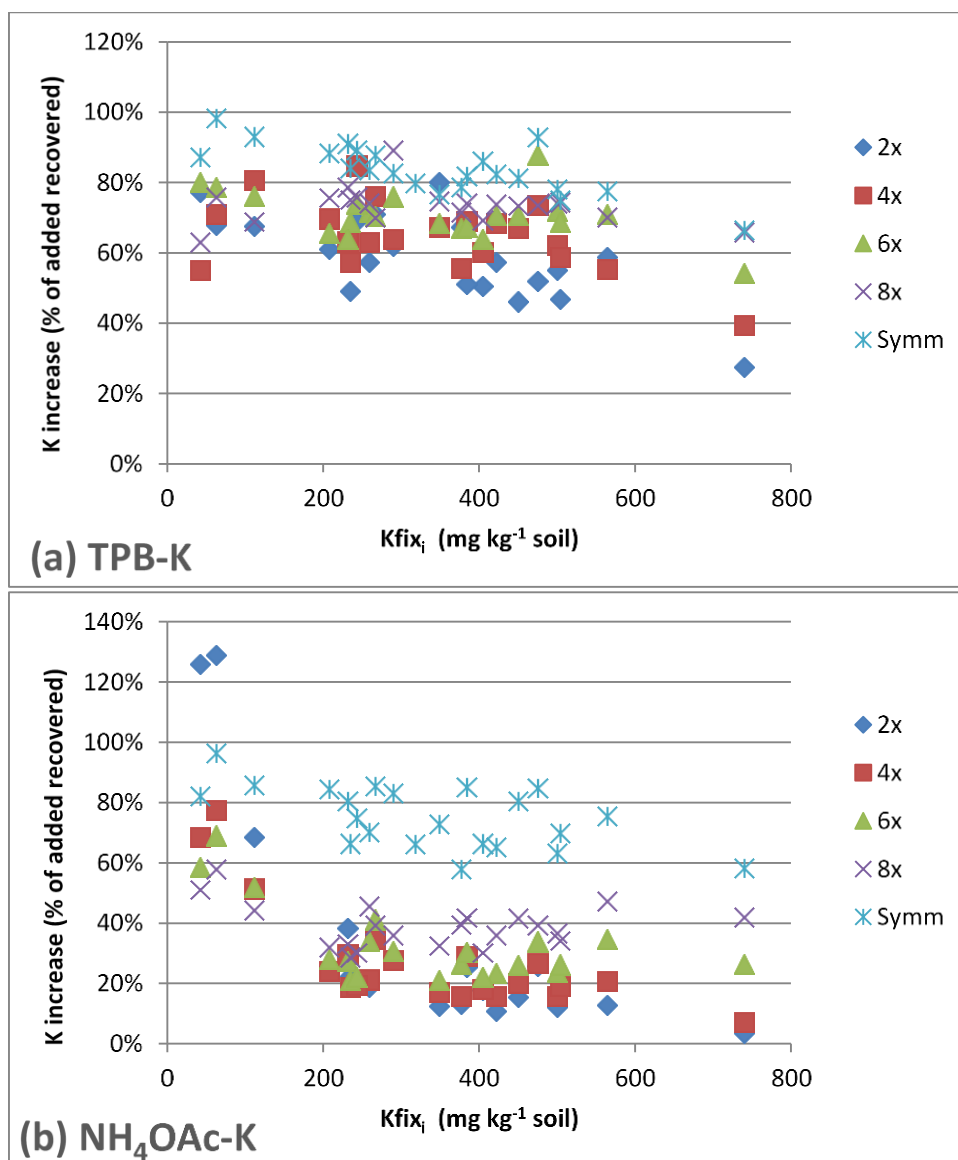 120%
100%
80%
60%
40%
20%
0%
K increase (% of added recovered)
0 200 400 600 800
Kfixᵢ (mg kg⁻¹ soil)
2x
4x
6x
8x
Symm
(a) TPB-K
140%
120%
100%
80%
60%
40%
20%
0%
K increase (% of added recovered)
0 200 400 600 800
Kfixᵢ (mg kg⁻¹ soil)
2x
4x
6x
8x
Symm
(b) NH₄OAc-K